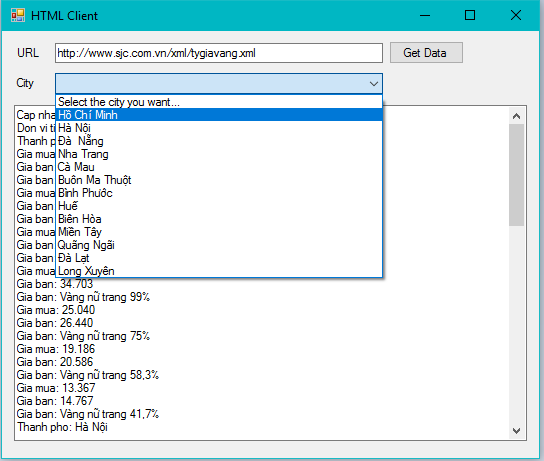 HTML Client
URL
http://www.sjc.com.vn/xml/tygiavang.xml
Get Data
City
Select the city you want...
Hồ Chí Minh
Hà Nội
Đà Nẵng
Nha Trang
Cà Mau
Buôn Ma Thuột
Bình Phước
Huế
Biên Hòa
Miền Tây
Quãng Ngãi
Đà Lạt
Long Xuyên
Cap nha
Don vi ti
Thanh p
Gia mua
Gia ban
Gia ban
Gia mua
Gia ban
Gia ban
Gia mua
Gia ban
Gia ban
Gia mua
Gia ban: 34.703
Gia ban: Vàng nữ trang 99%
Gia mua: 25.040
Gia ban: 26.440
Gia ban: Vàng nữ trang 75%
Gia mua: 19.186
Gia ban: 20.586
Gia ban: Vàng nữ trang 58,3%
Gia mua: 13.367
Gia ban: 14.767
Gia ban: Vàng nữ trang 41,7%
Thanh pho: Hà Nội